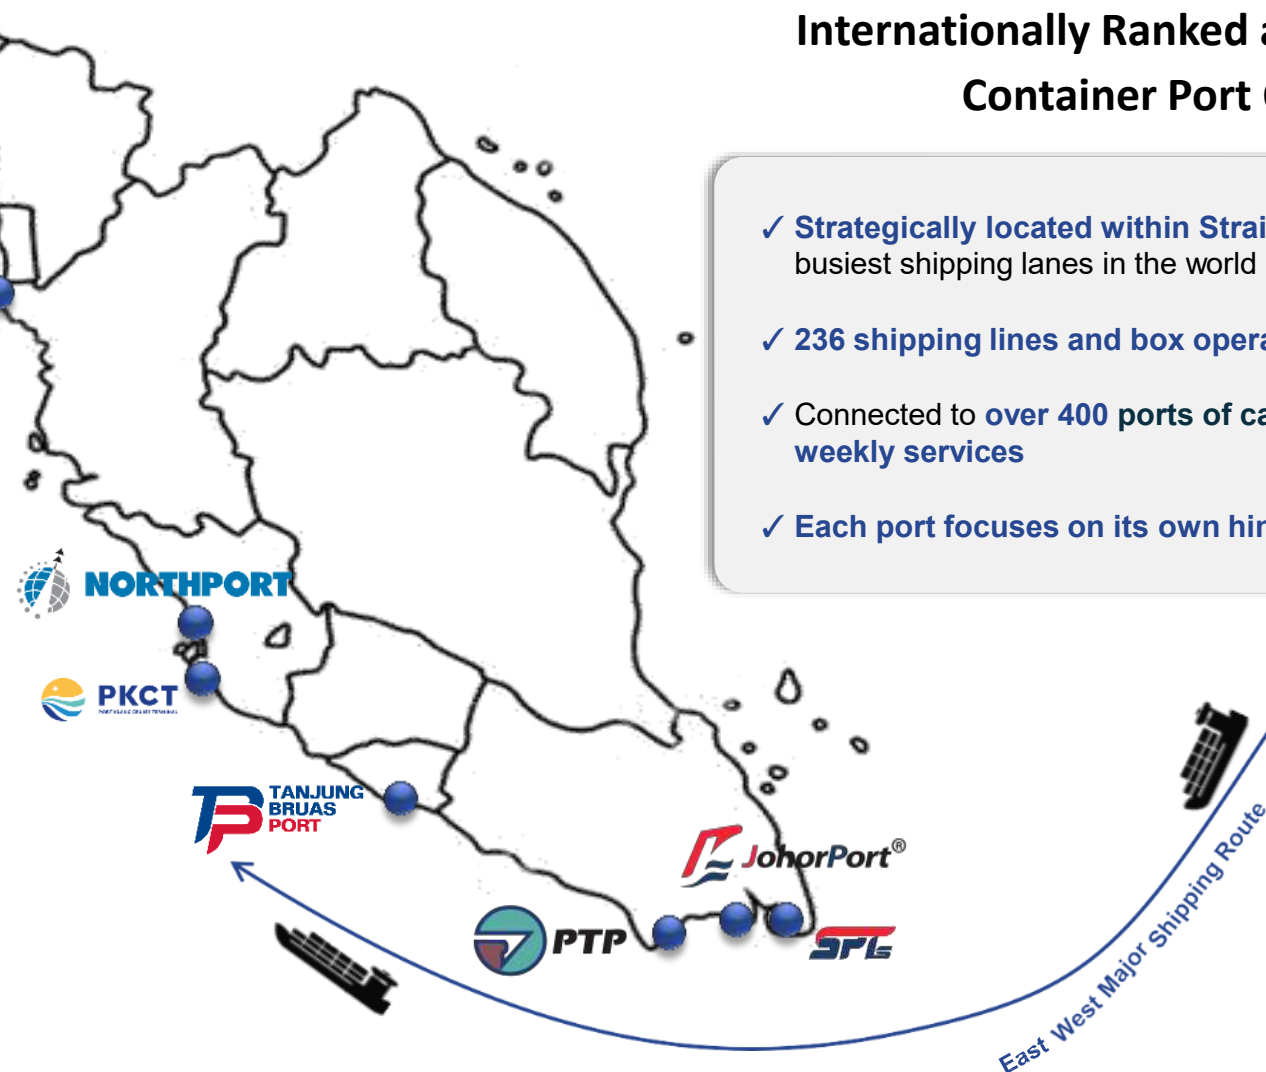 Internationally Ranked
Container Port
✓ Strategically located within
busiest shipping lanes in the world
✓ 236 shipping lines and box
✓ Connected to over 400 ports of
weekly services
✓ Each port focuses on its own
NORTHPORT
PKCT
TANJUNG
BRUAS
PORT
JohorPort®
PTP
SPL
East West Major Shipping Route